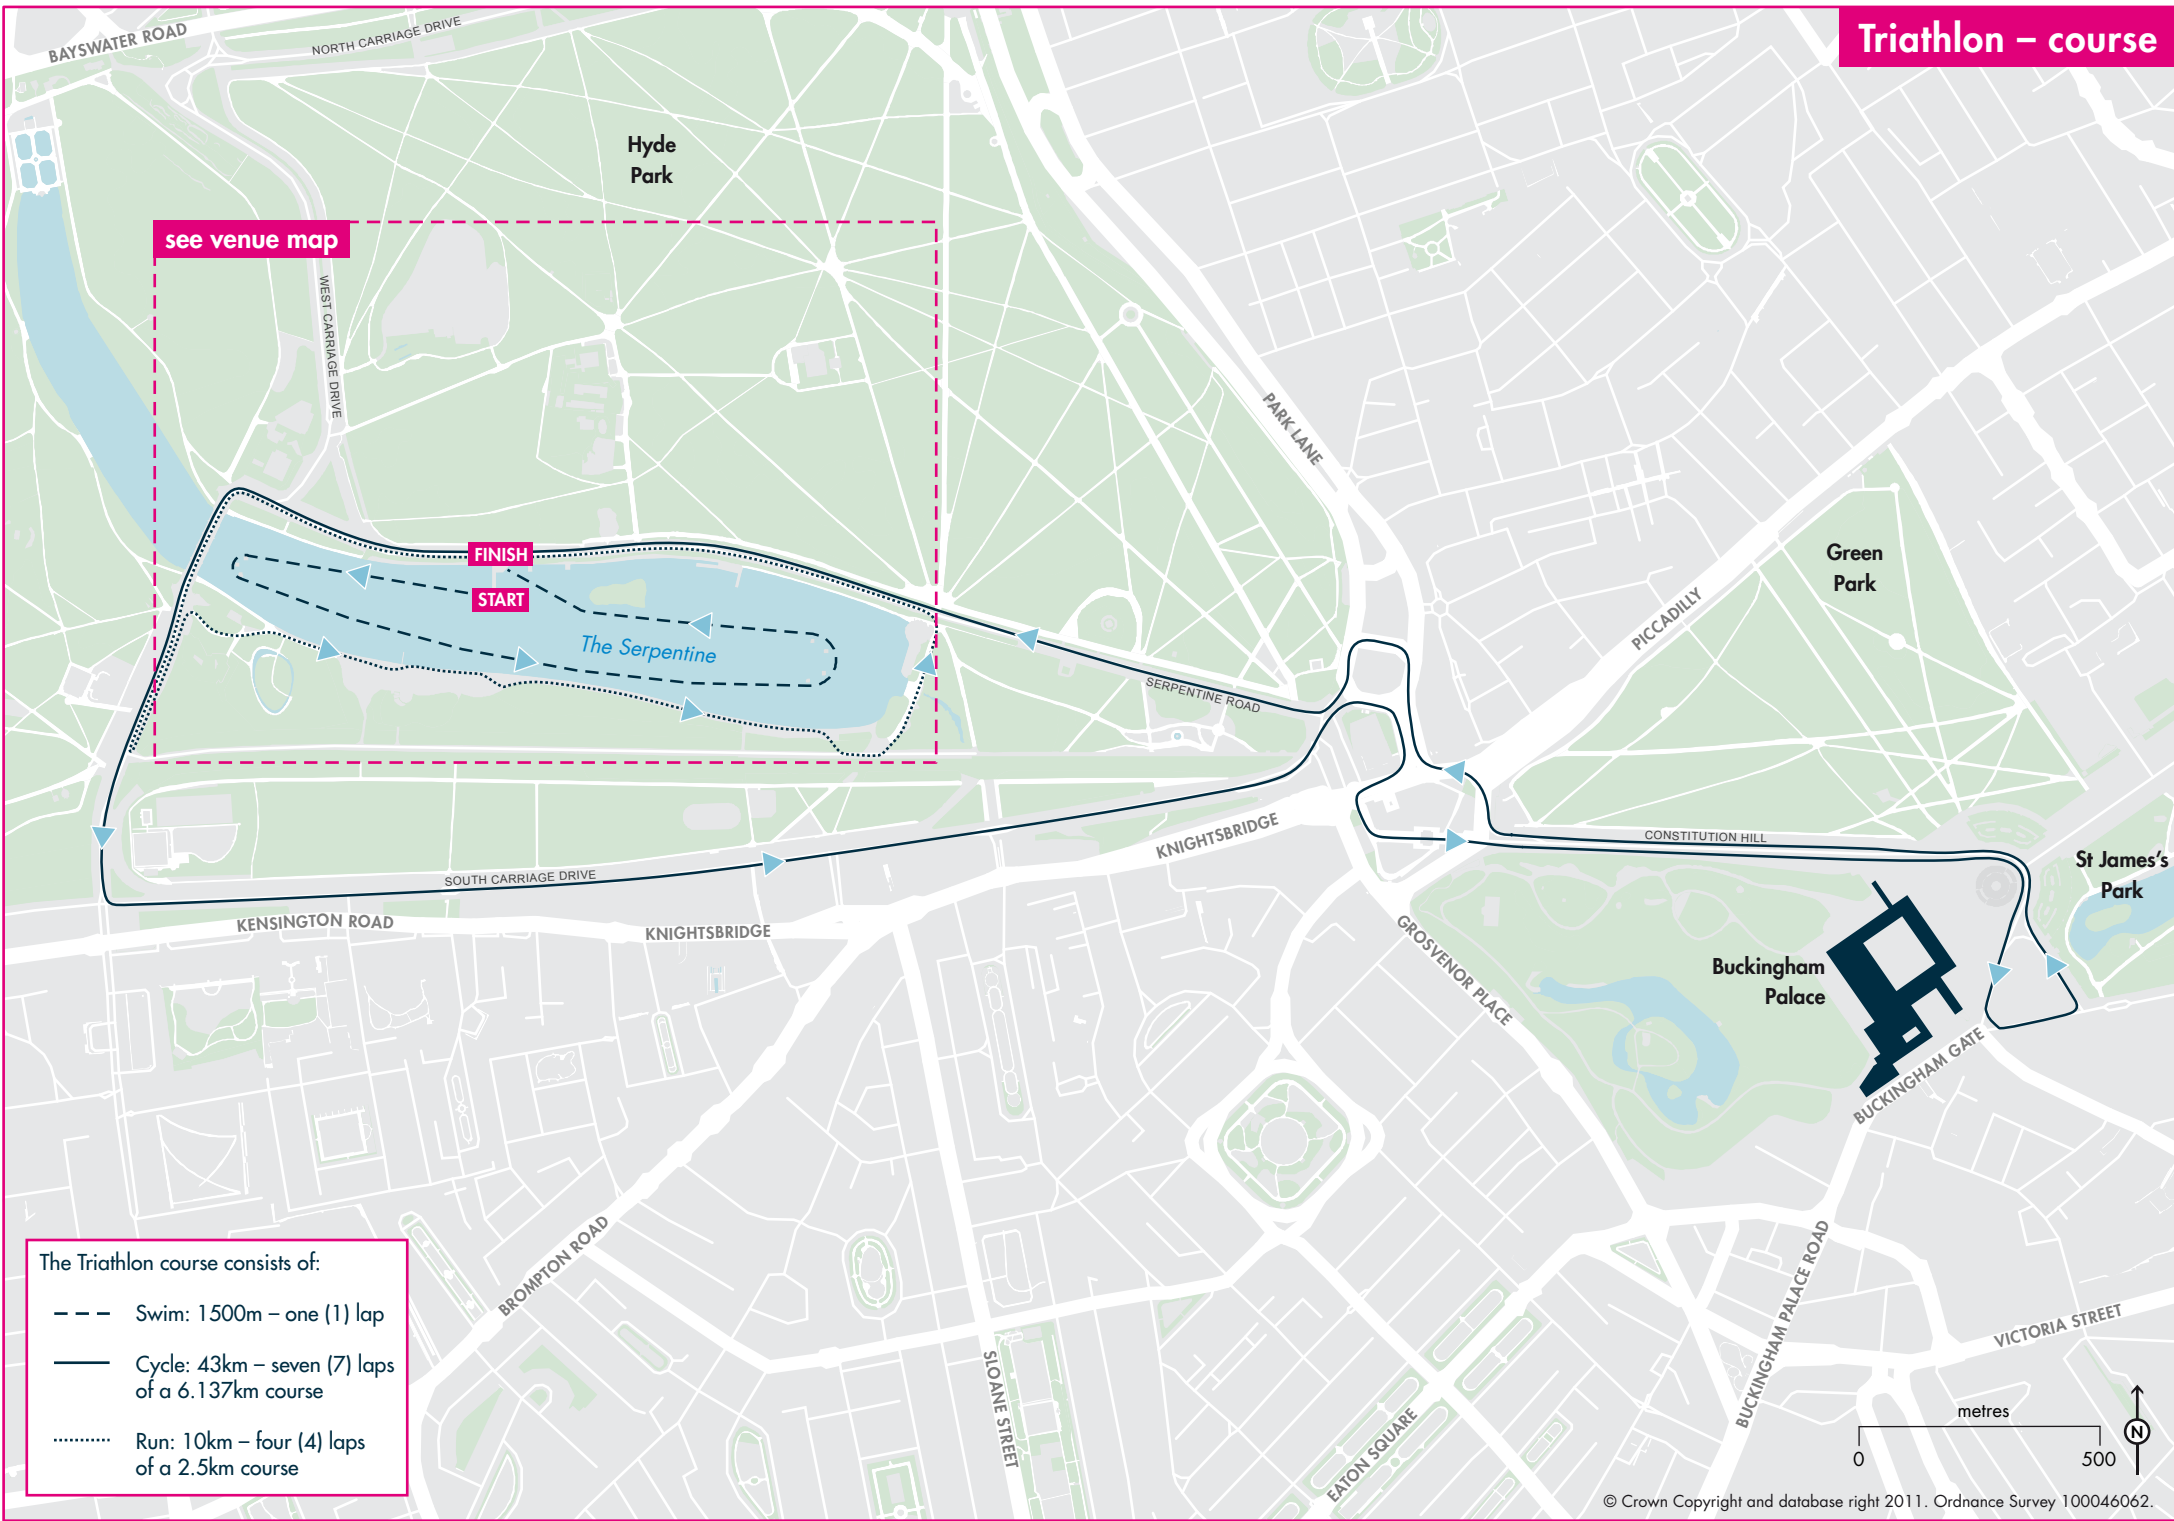 Triathlon – course
BAYSWATER ROAD
NORTH CARRIAGE DRIVE
Hyde
Park
see venue map
WEST CARRIAGE DRIVE
PARK LANE
FINISH
START
The Serpentine
SERPENTINE ROAD
PICCADILLY
Green
Park
CONSTITUTION HILL
St James's
Park
KNIGHTSBRIDGE
SOUTH CARRIAGE DRIVE
KENSINGTON ROAD
KNIGHTSBRIDGE
GROSVENOR PLACE
Buckingham
Palace
BUCKINGHAM GATE
BROMPTON ROAD
SLOANE STREET
EATON SQUARE
BUCKINGHAM PALACE ROAD
VICTORIA STREET
The Triathlon course consists of:
Swim: 1500m – one (1) lap
Cycle: 43km – seven (7) laps
of a 6.137km course
Run: 10km – four (4) laps
of a 2.5km course
metres
0 500
N
© Crown Copyright and database right 2011. Ordnance Survey 100046062.